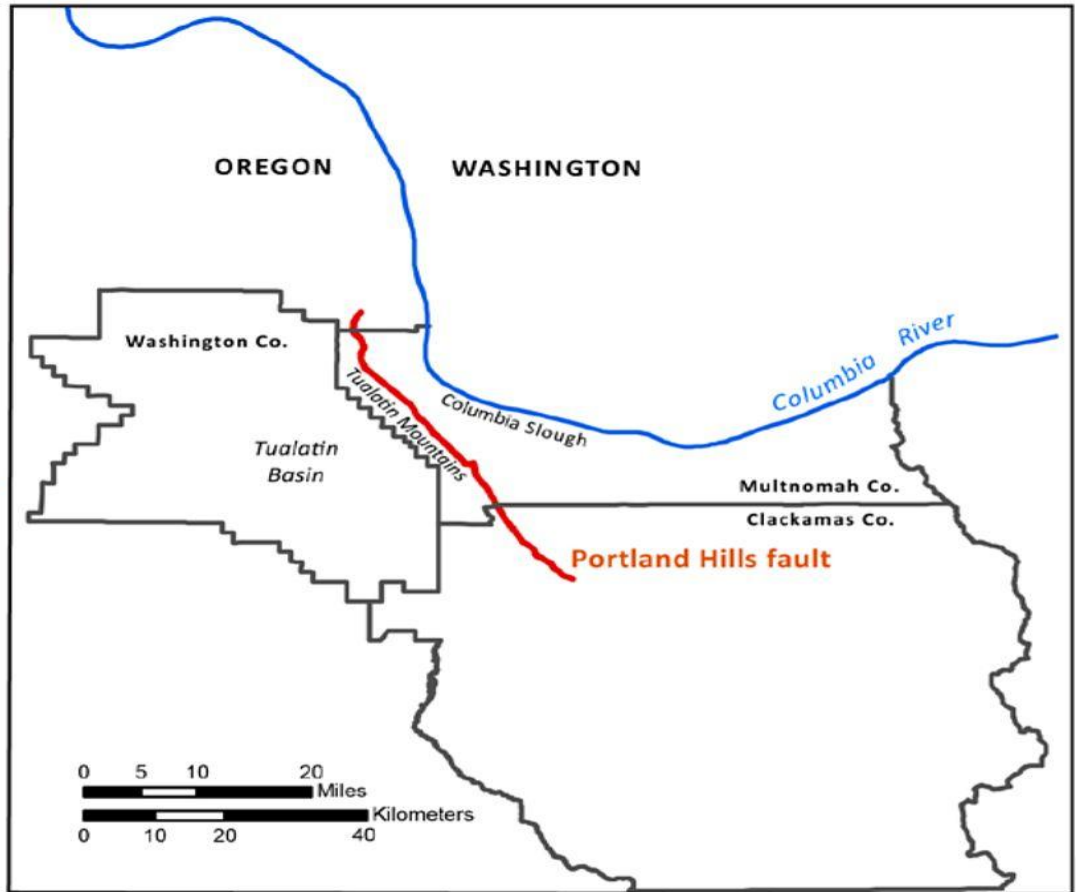 OREGON
WASHINGTON
Washington Co.
Columbia River
Tualatin Mountains
Columbia Slough
Tualatin
Basin
Multnomah Co.
Clackamas Co.
Portland Hills fault
0 5 10 20
Miles
Kilometers
0 10 20 40